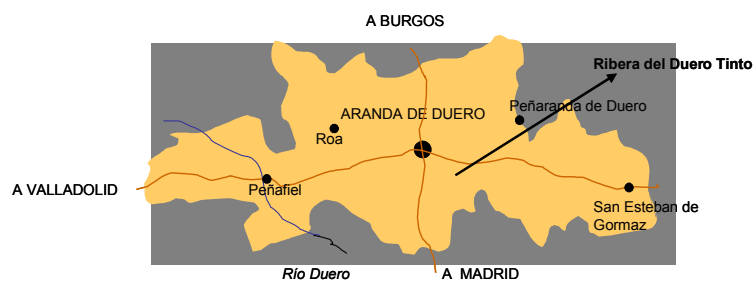 A BURGOS
Ribera del Duero Tinto
Peñaranda de Duero
ARANDA DE DUERO
Roa
A VALLADOLID
Peñafiel
San Esteban de
Gormaz
Río Duero
A MADRID